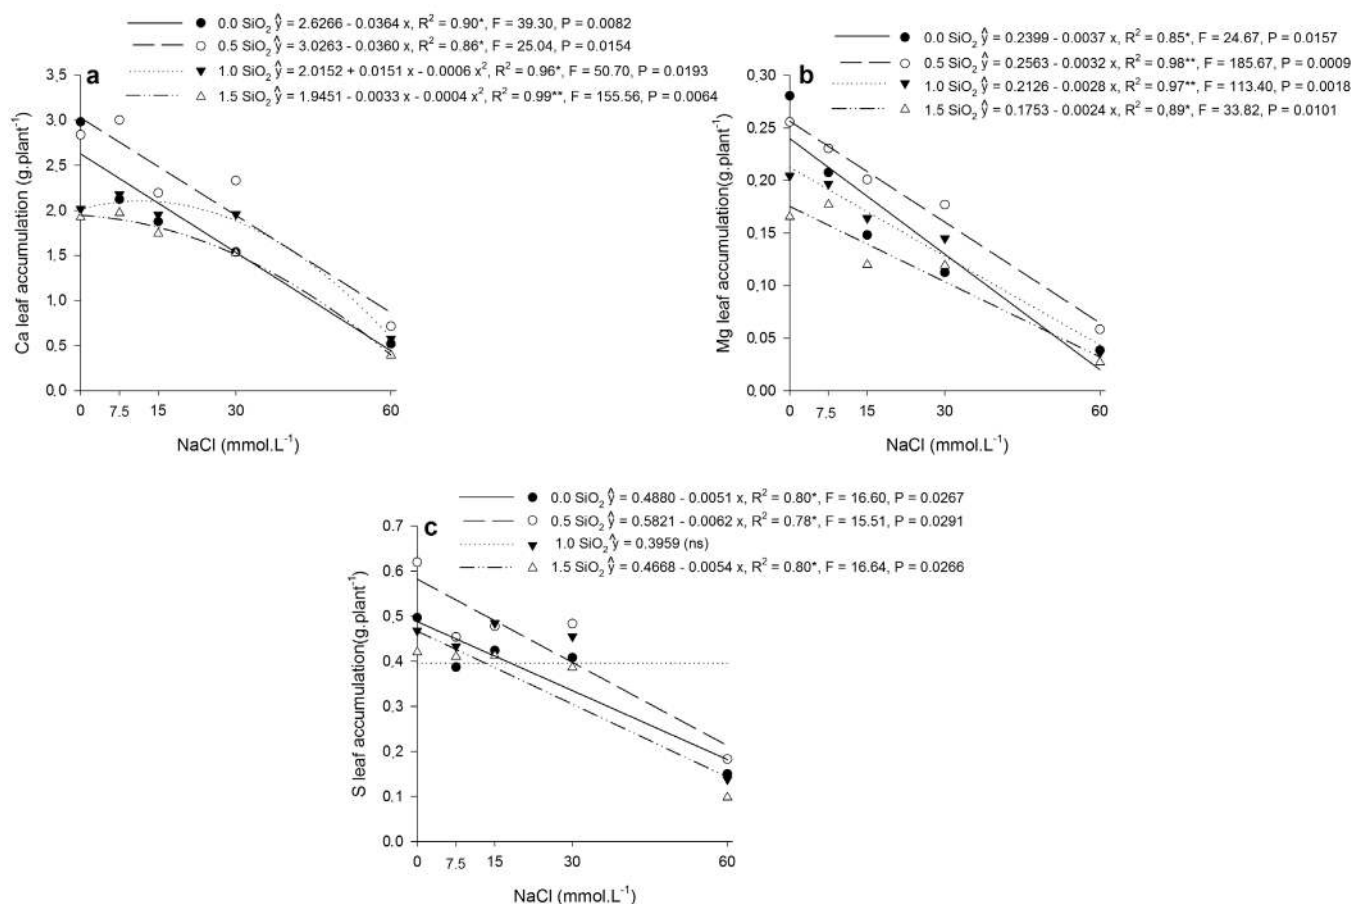 0.0 SiO₂ ŷ = 2.6266 - 0.0364 x, R² = 0.90*, F = 39.30, P = 0.0082
0.5 SiO₂ ŷ = 3.0263 - 0.0360 x, R² = 0.86*, F = 25.04, P = 0.0154
1.0 SiO₂ ŷ = 2.0152 + 0.0151 x - 0.0006 x², R² = 0.96*, F = 50.70, P = 0.0193
1.5 SiO₂ ŷ = 1.9451 - 0.0033 x - 0.0004 x², R² = 0.99**, F = 155.56, P = 0.0064
a
3,5
3.0
2.5
2.0
1.5
1.0
0.5
0.0
Ca leaf accumulation (g.plant⁻¹)
0 7.5 15 30 60
NaCl (mmol.L⁻¹)
0.0 SiO₂ ŷ = 0.2399 - 0.0037 x, R² = 0.85*, F = 24.67, P = 0.0157
0.5 SiO₂ ŷ = 0.2563 - 0.0032 x, R² = 0.98**, F = 185.67, P = 0.0009
1.0 SiO₂ ŷ = 0.2126 - 0.0028 x, R² = 0.97**, F = 113.40, P = 0.0018
1.5 SiO₂ ŷ = 0.1753 - 0.0024 x, R² = 0,89*, F = 33.82, P = 0.0101
b
0,30
0.25
0.20
0.15
0.10
0.05
0,00
Mg leaf accumulation(g.plant⁻¹)
0 7.5 15 30 60
NaCl (mmol.L⁻¹)
0.0 SiO₂ ŷ = 0.4880 - 0.0051 x, R² = 0.80*, F = 16.60, P = 0.0267
0.5 SiO₂ ŷ = 0.5821 - 0.0062 x, R² = 0.78*, F = 15.51, P = 0.0291
1.0 SiO₂ ŷ = 0.3959 (ns)
1.5 SiO₂ ŷ = 0.4668 - 0.0054 x, R² = 0.80*, F = 16.64, P = 0.0266
c
0.7
0.6
0.5
0.4
0.3
0.2
0.1
0.0
S leaf accumulation(g.plant⁻¹)
0 7.5 15 30 60
NaCl (mmol.L⁻¹)